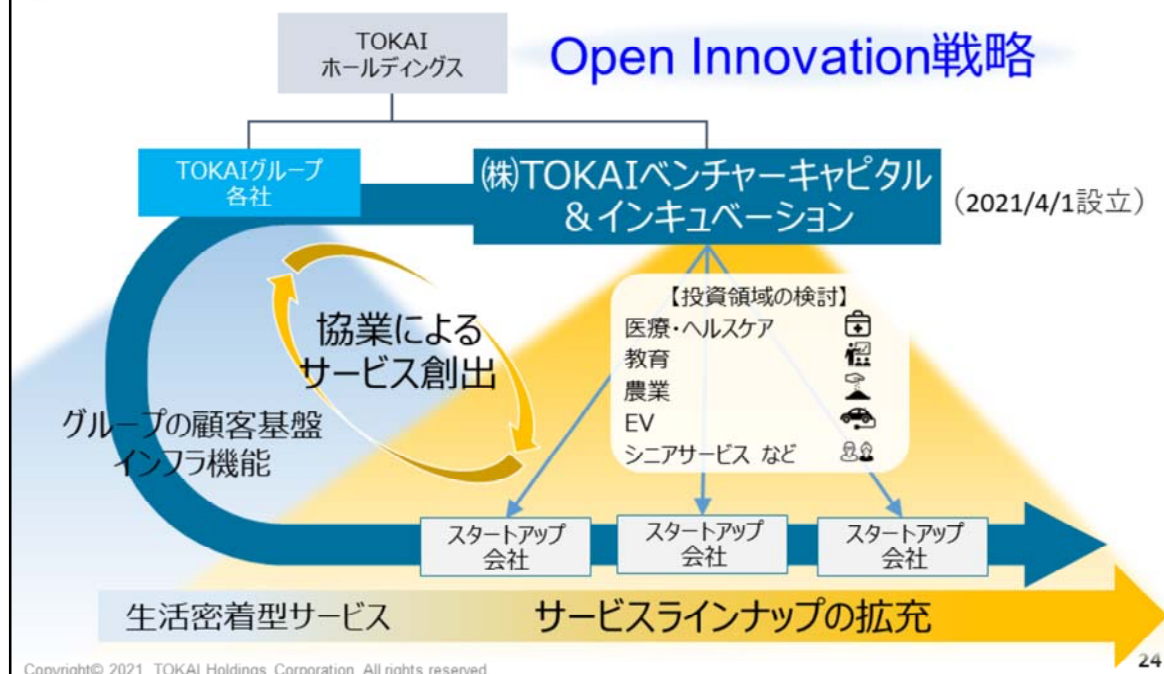 TOKAI
ホールディングス
Open Innovation戦略
TOKAIグループ
各社
㈱TOKAIベンチャーキャピタル
&インキュベーション
（2021/4/1設立）
【投資領域の検討】
医療・ヘルスケア
教育
農業
EV
シニアサービス など
協業による
サービス創出
グループの顧客基盤
インフラ機能
スタートアップ
会社
スタートアップ
会社
スタートアップ
会社
生活密着型サービス
サービスラインナップの拡充
Copyright© 2021 TOKAI Holdings Corporation. All rights reserved
24